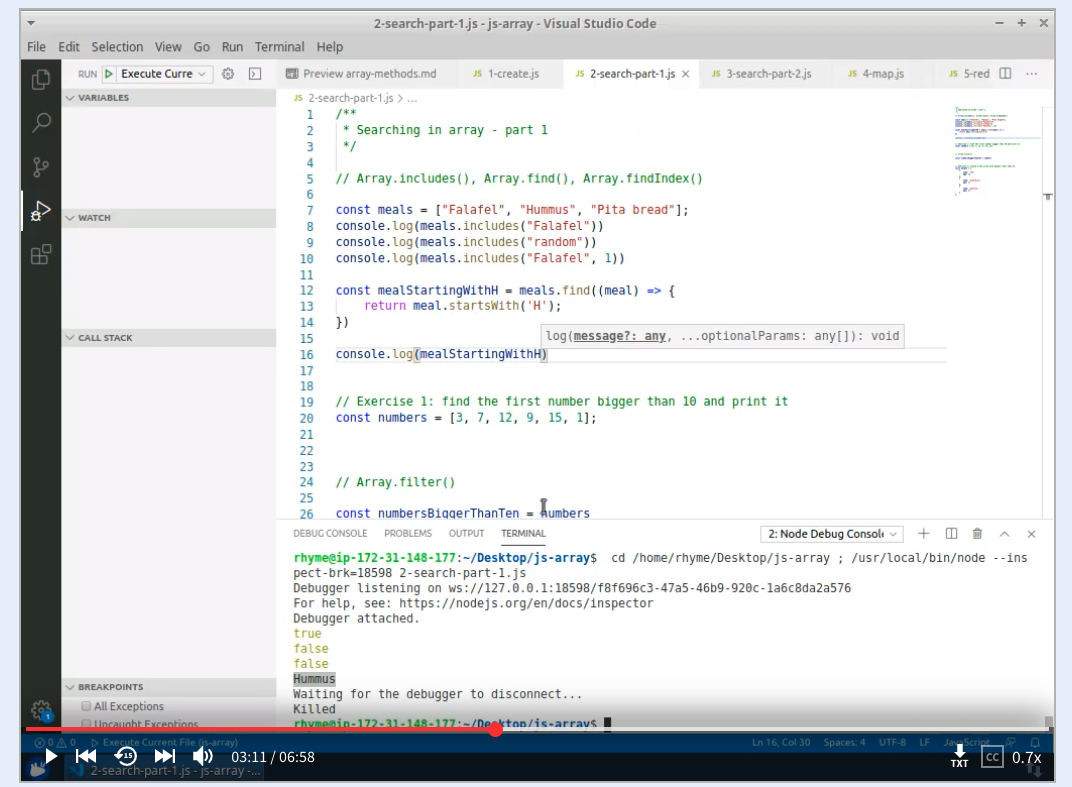 2-search-part-1.js - js-array - Visual Studio Code
File Edit Selection View Go Run Terminal Help
RUN Execute Curre
Preview array-methods.md JS 1-create.js JS 2-search-part-1.js JS 3-search-part-2.js JS 4-map.js JS 5-red
VARIABLES
WATCH
CALL STACK
BREAKPOINTS
All Exceptions
Uncaught Exceptions
JS 2-search-part-1.js > ...
1 /**
2 * Searching in array - part 1
3 */
4
5 // Array.includes(), Array.find(), Array.findIndex()
6
7 const meals = ["Falafel", "Hummus", "Pita bread"];
8 console.log(meals.includes("Falafel"))
9 console.log(meals.includes("random"))
10 console.log(meals.includes("Falafel", 1))
11
12 const mealStartingWithH = meals.find((meal) => {
13 return meal.startsWith('H');
14 })
log(message?: any, ...optionalParams: any[]): void
15
16 console.log(mealStartingWithH)
17
18
19 // Exercise 1: find the first number bigger than 10 and print it
20 const numbers = [3, 7, 12, 9, 15, 1];
21
22
23
24 // Array.filter()
25
26 const numbersBiggerThanTen = numbers
DEBUG CONSOLE PROBLEMS OUTPUT TERMINAL 2: Node Debug Consol
rhyme@ip-172-31-148-177:~/Desktop/js-array$ cd /home/rhyme/Desktop/js-array ; /usr/local/bin/node --ins
pect-brk=18598 2-search-part-1.js
Debugger listening on ws://127.0.0.1:18598/f8f696c3-47a5-46b9-920c-1a6c8da2a576
For help, see: https://nodejs.org/en/docs/inspector
Debugger attached.
true
false
false
Hummus
Waiting for the debugger to disconnect...
Killed
rhyme@ip-172-31-148-177:~/Desktop/js-array$
1
0 0 Execute Current File (js-array) Ln 16, Col 30 Spaces: 4 UTF-8 LF JavaScript
15 03:11 / 06:58 TXT CC 0.7x
2-search-part-1.js - js-array -...